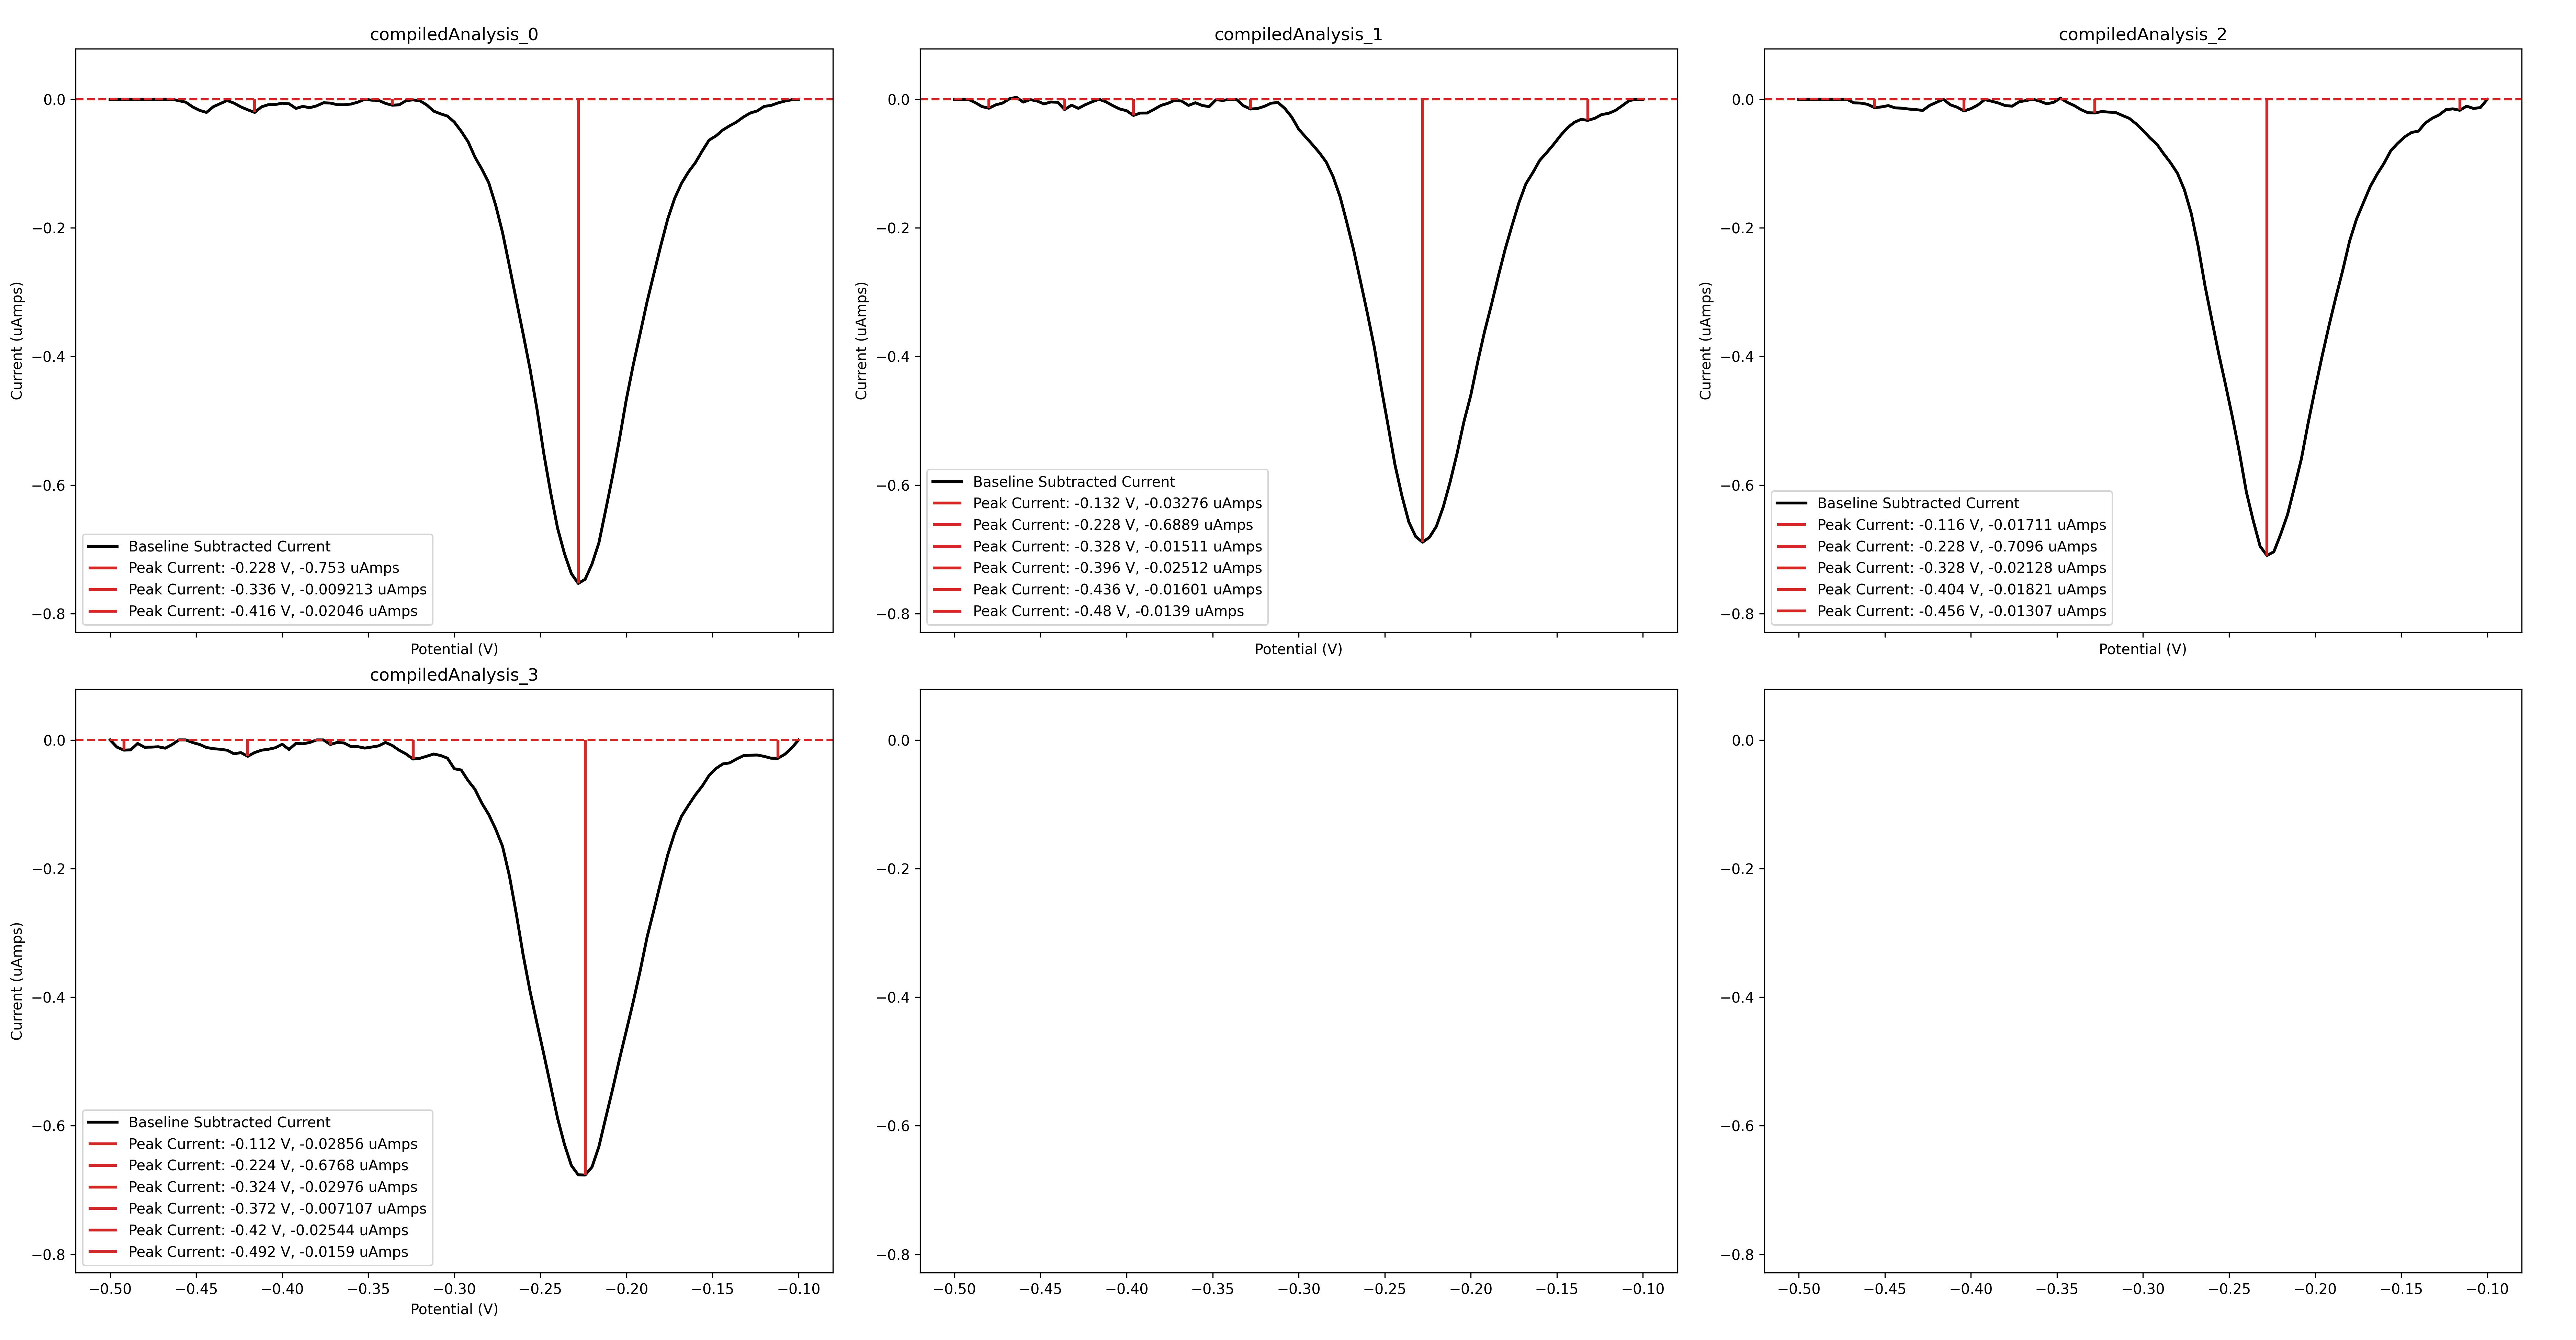 compiledAnalysis_0
0.0
−0.2
−0.4
−0.6
−0.8
Current (uAmps)
Baseline Subtracted Current
Peak Current: -0.228 V, -0.753 uAmps
Peak Current: -0.336 V, -0.009213 uAmps
Peak Current: -0.416 V, -0.02046 uAmps
Potential (V)
compiledAnalysis_1
0.0
−0.2
−0.4
−0.6
−0.8
Current (uAmps)
Baseline Subtracted Current
Peak Current: -0.132 V, -0.03276 uAmps
Peak Current: -0.228 V, -0.6889 uAmps
Peak Current: -0.328 V, -0.01511 uAmps
Peak Current: -0.396 V, -0.02512 uAmps
Peak Current: -0.436 V, -0.01601 uAmps
Peak Current: -0.48 V, -0.0139 uAmps
Potential (V)
compiledAnalysis_2
0.0
−0.2
−0.4
−0.6
−0.8
Current (uAmps)
Baseline Subtracted Current
Peak Current: -0.116 V, -0.01711 uAmps
Peak Current: -0.228 V, -0.7096 uAmps
Peak Current: -0.328 V, -0.02128 uAmps
Peak Current: -0.404 V, -0.01821 uAmps
Peak Current: -0.456 V, -0.01307 uAmps
Potential (V)
compiledAnalysis_3
0.0
−0.2
−0.4
−0.6
−0.8
Current (uAmps)
Baseline Subtracted Current
Peak Current: -0.112 V, -0.02856 uAmps
Peak Current: -0.224 V, -0.6768 uAmps
Peak Current: -0.324 V, -0.02976 uAmps
Peak Current: -0.372 V, -0.007107 uAmps
Peak Current: -0.42 V, -0.02544 uAmps
Peak Current: -0.492 V, -0.0159 uAmps
−0.50 −0.45 −0.40 −0.35 −0.30 −0.25 −0.20 −0.15 −0.10
Potential (V)
0.0
−0.2
−0.4
−0.6
−0.8
−0.50 −0.45 −0.40 −0.35 −0.30 −0.25 −0.20 −0.15 −0.10
0.0
−0.2
−0.4
−0.6
−0.8
−0.50 −0.45 −0.40 −0.35 −0.30 −0.25 −0.20 −0.15 −0.10